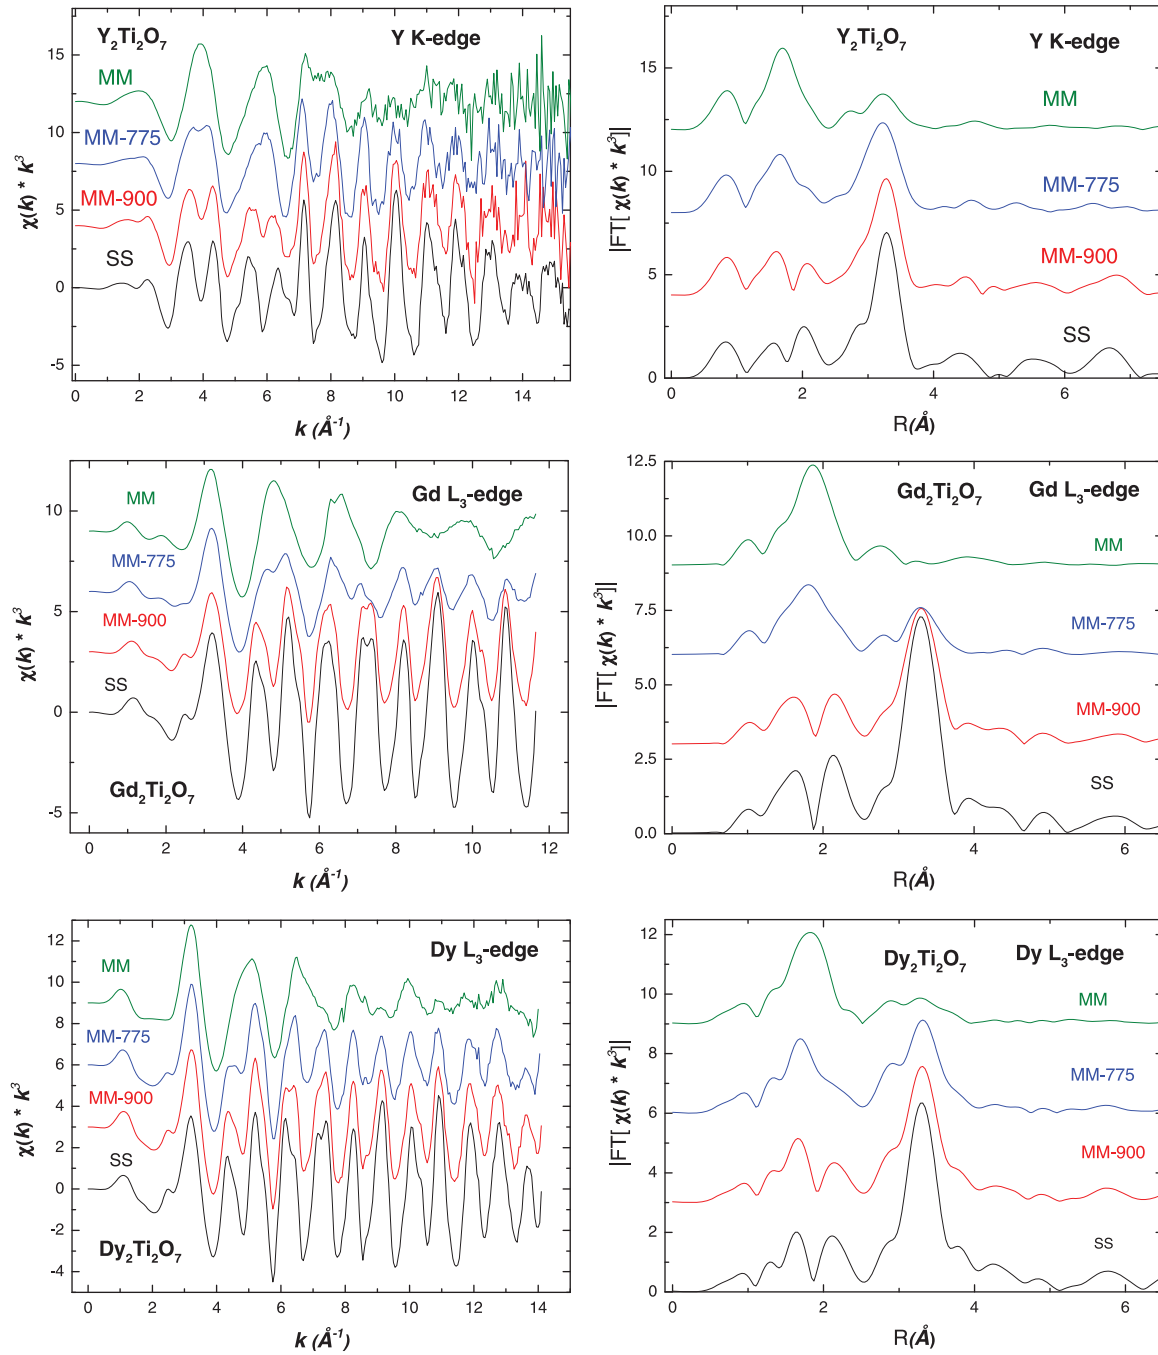 Y₂Ti₂O₇ Y K-edge
MM
MM-775
MM-900
SS
15
10
5
0
-5
χ(k) * k³
0 2 4 6 8 10 12 14
k (Å⁻¹)
Y₂Ti₂O₇ Y K-edge
MM
MM-775
MM-900
SS
15
10
5
0
|FT[ χ(k) * k³]|
0 2 4 6
R(Å)
Gd L₃-edge
MM
MM-775
MM-900
SS
Gd₂Ti₂O₇
10
5
0
-5
χ(k) * k³
0 2 4 6 8 10 12
k (Å⁻¹)
Gd₂Ti₂O₇ Gd L₃-edge
MM
MM-775
MM-900
SS
12.5
10.0
7.5
5.0
2.5
0.0
|FT[ χ(k) * k³]|
0 2 4 6
R(Å)
Dy L₃-edge
MM
MM-775
MM-900
SS
Dy₂Ti₂O₇
12
10
8
6
4
2
0
-2
-4
χ(k) * k³
0 2 4 6 8 10 12 14
k (Å⁻¹)
Dy₂Ti₂O₇ Dy L₃-edge
MM
MM-775
MM-900
SS
12
10
8
6
4
2
0
|FT[ χ(k) * k³]|
0 2 4 6
R(Å)